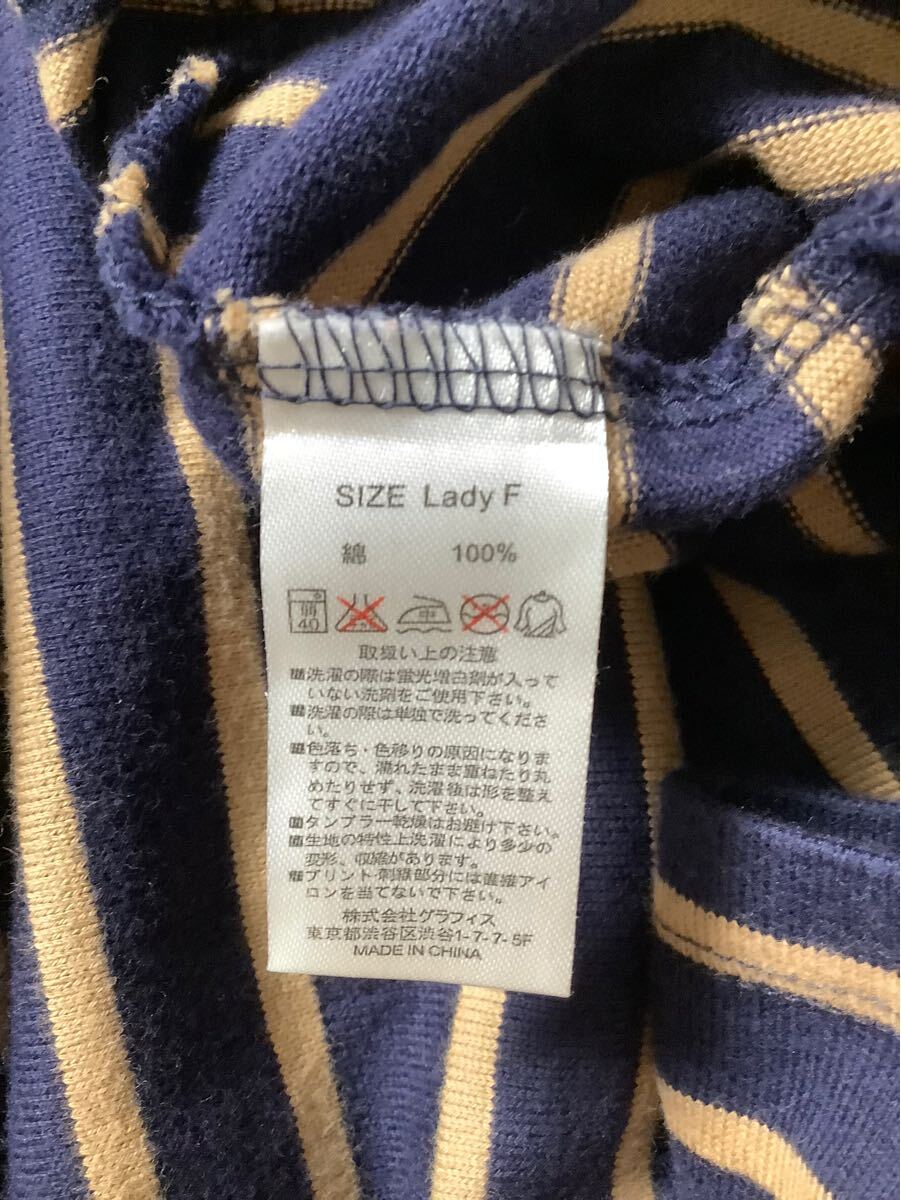 SIZE Lady F
綿 100%
弱
40
中
取扱い上の注意
洗濯の際は蛍光増白剤が入って
いない洗剤をご使用下さい。
洗濯の際は単独で洗ってくださ
い。
色落ち・色移りの原因になりま
すので、濡れたまま重ねたり丸
めたりせず、洗濯後は形を整え
てすぐに干して下さい。
タンブラー乾燥はお避け下さい。
生地の特性上洗濯により多少の
変形、収縮があります。
プリント・刺繍部分には直接アイ
ロンを当てないで下さい。
株式会社グラフィス
東京都渋谷区渋谷1-7-7-5F
MADE IN CHINA